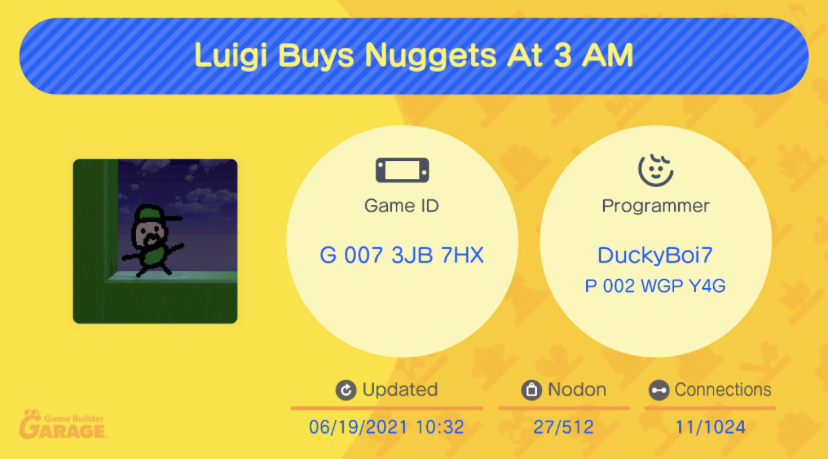 Luigi Buys Nuggets At 3 AM
Game ID
G 007 3JB 7HX
Programmer
DuckyBoi7
P 002 WGP Y4G
Updated
06/19/2021 10:32
Nodon
27/512
Connections
11/1024
Game Builder
GARAGE™